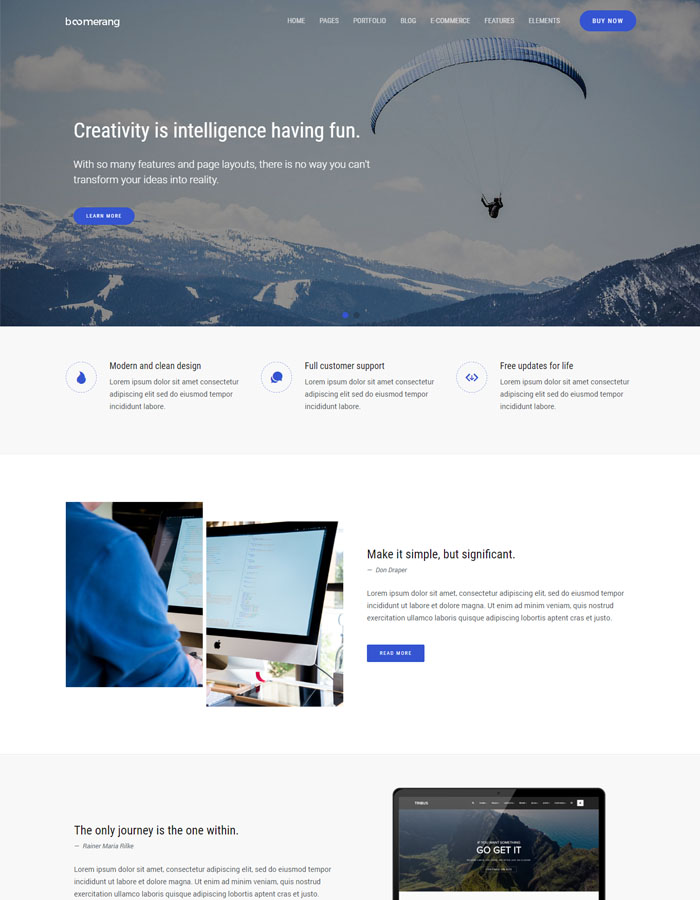 boomerang
HOME PAGES PORTFOLIO BLOG E-COMMERCE FEATURES ELEMENTS BUY NOW
Creativity is intelligence having fun.
With so many features and page layouts, there is no way you can't
transform your ideas into reality.
LEARN MORE
Modern and clean design
Lorem ipsum dolor sit amet consectetur
adipiscing elit sed do eiusmod tempor
incididunt labore.
Full customer support
Lorem ipsum dolor sit amet consectetur
adipiscing elit sed do eiusmod tempor
incididunt labore.
Free updates for life
Lorem ipsum dolor sit amet consectetur
adipiscing elit sed do eiusmod tempor
incididunt labore.
Make it simple, but significant.
— Don Draper
Lorem ipsum dolor sit amet, consectetur adipiscing elit, sed do eiusmod tempor
incididunt ut labore et dolore magna. Ut enim ad minim veniam, quis nostrud
exercitation ullamco laboris quisque adipiscing lobortis aptent ctetur ac justo.
READ MORE
The only journey is the one within.
— Rainer Maria Rilke
Lorem ipsum dolor sit amet, consectetur adipiscing elit, sed do eiusmod tempor
incididunt ut labore et dolore magna. Ut enim ad minim veniam, quis nostrud
exercitation ullamco laboris quisque adipiscing lobortis aptent ctetur ac justo.
TRIBUS
IF YOU WANT SOMETHING
GO GET IT